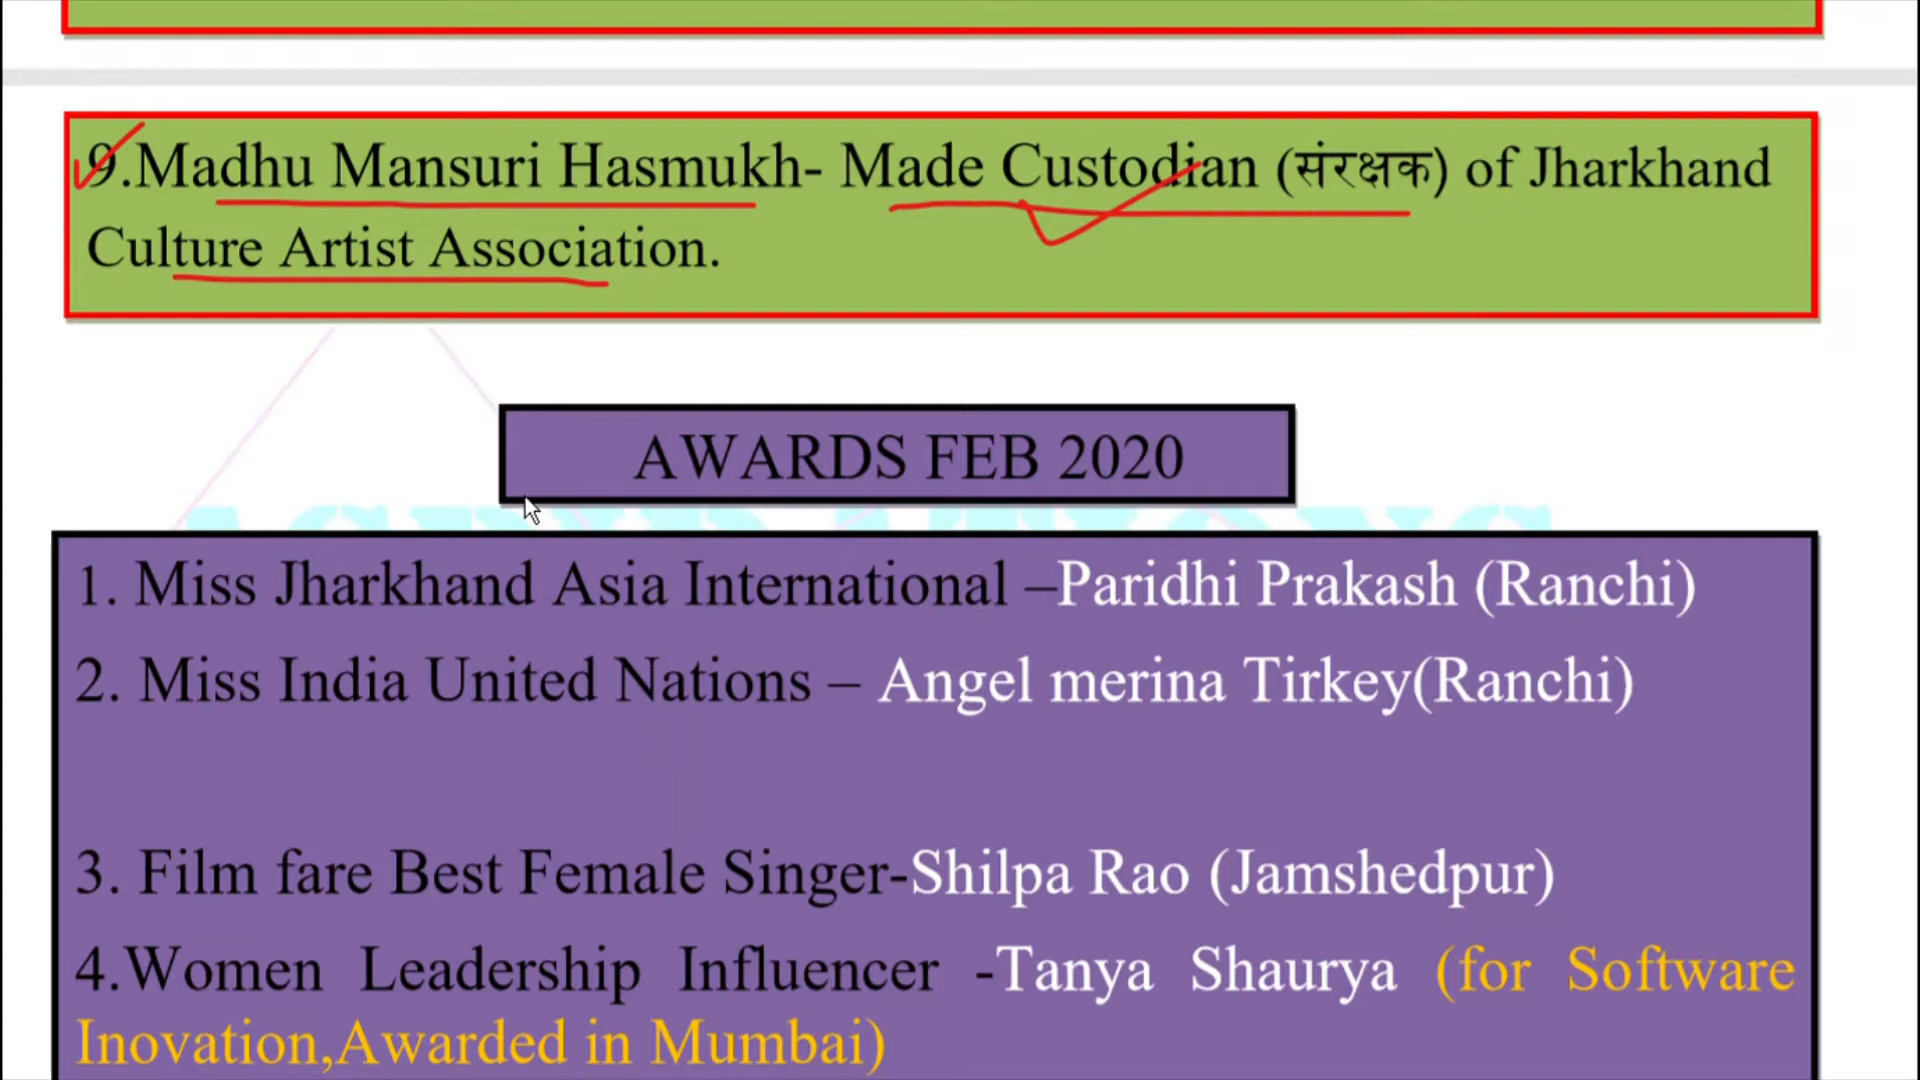 9.Madhu Mansuri Hasmukh- Made Custodian (संरक्षक) of Jharkhand
Culture Artist Association.
AWARDS FEB 2020
1. Miss Jharkhand Asia International –Paridhi Prakash (Ranchi)
2. Miss India United Nations – Angel merina Tirkey(Ranchi)
3. Film fare Best Female Singer-Shilpa Rao (Jamshedpur)
4.Women Leadership Influencer -Tanya Shaurya (for Software
Inovation,Awarded in Mumbai)